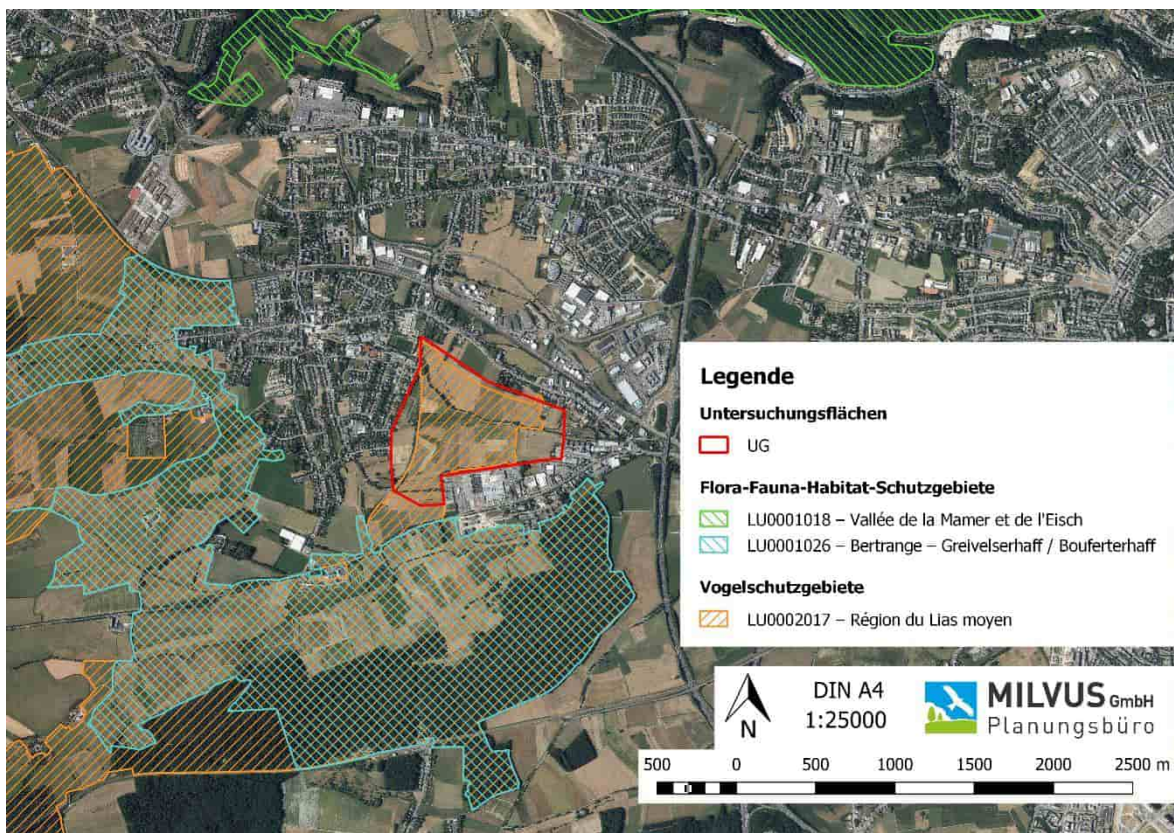 Legende
Untersuchungsflächen
UG
Flora-Fauna-Habitat-Schutzgebiete
LU0001018 – Vallée de la Mamer et de l'Eisch
LU0001026 – Bertrange – Greivelserhaff / Bouferterhaff
Vogelschutzgebiete
LU0002017 – Région du Lias moyen
N
DIN A4
1:25000
MILVUS GmbH
Planungsbüro
500 0 500 1000 1500 2000 2500 m